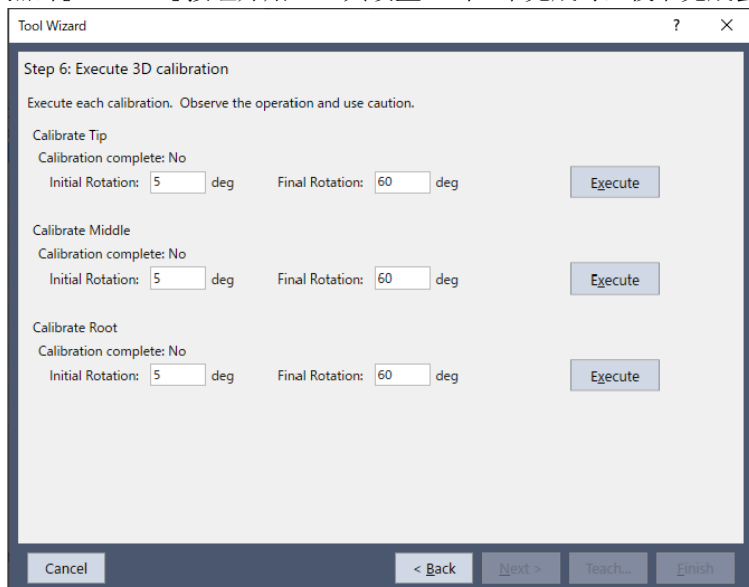 Tool Wizard ? ×
Step 6: Execute 3D calibration
Execute each calibration. Observe the operation and use caution.
Calibrate Tip
Calibration complete: No
Initial Rotation: 5 deg Final Rotation: 60 deg Execute
Calibrate Middle
Calibration complete: No
Initial Rotation: 5 deg Final Rotation: 60 deg Execute
Calibrate Root
Calibration complete: No
Initial Rotation: 5 deg Final Rotation: 60 deg Execute
Cancel < Back Next > Teach... Finish